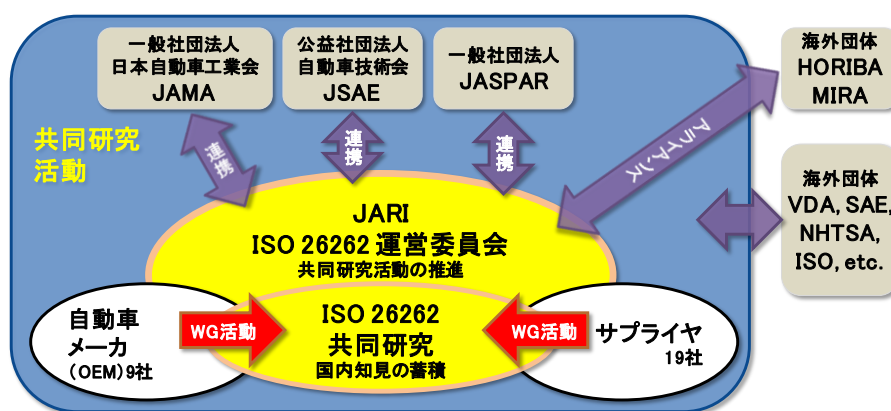 一般社団法人
日本自動車工業会
JAMA
公益社団法人
自動車技術会
JSAE
一般社団法人
JASPAR
海外団体
HORIBA
MIRA
共同研究
活動
連携
連携
連携
アライアンス
海外団体
VDA, SAE,
NHTSA,
ISO, etc.
JARI
ISO 26262 運営委員会
共同研究活動の推進
自動車
メーカ
(OEM)9社
WG活動
ISO 26262
共同研究
国内知見の蓄積
WG活動
サプライヤ
19社